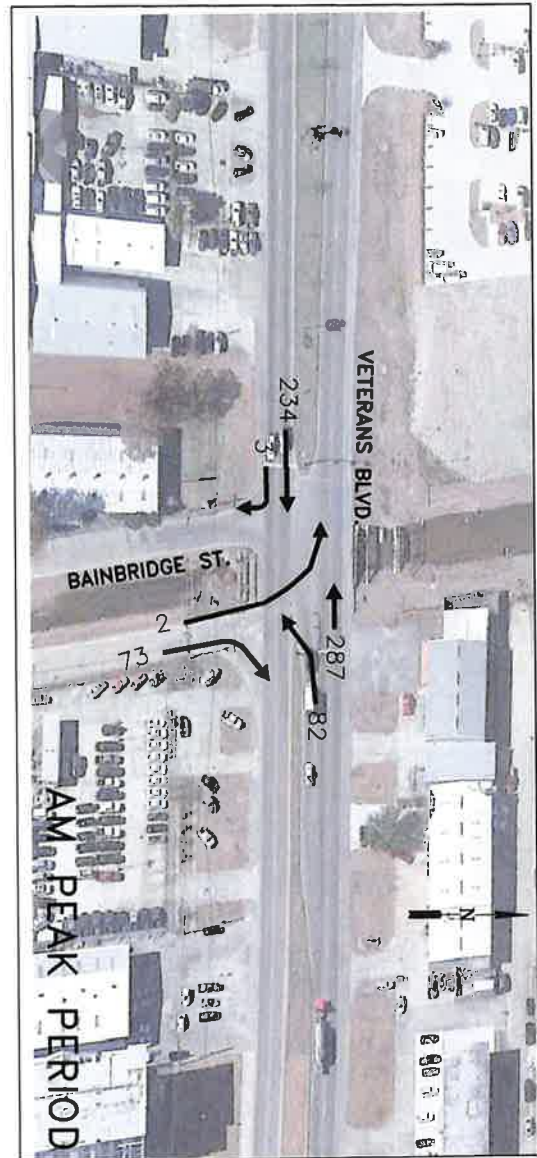 VETERANS BLVD.
234
3
BAINBRIDGE ST.
2
287
73
82
N
AM PEAK PERIOD